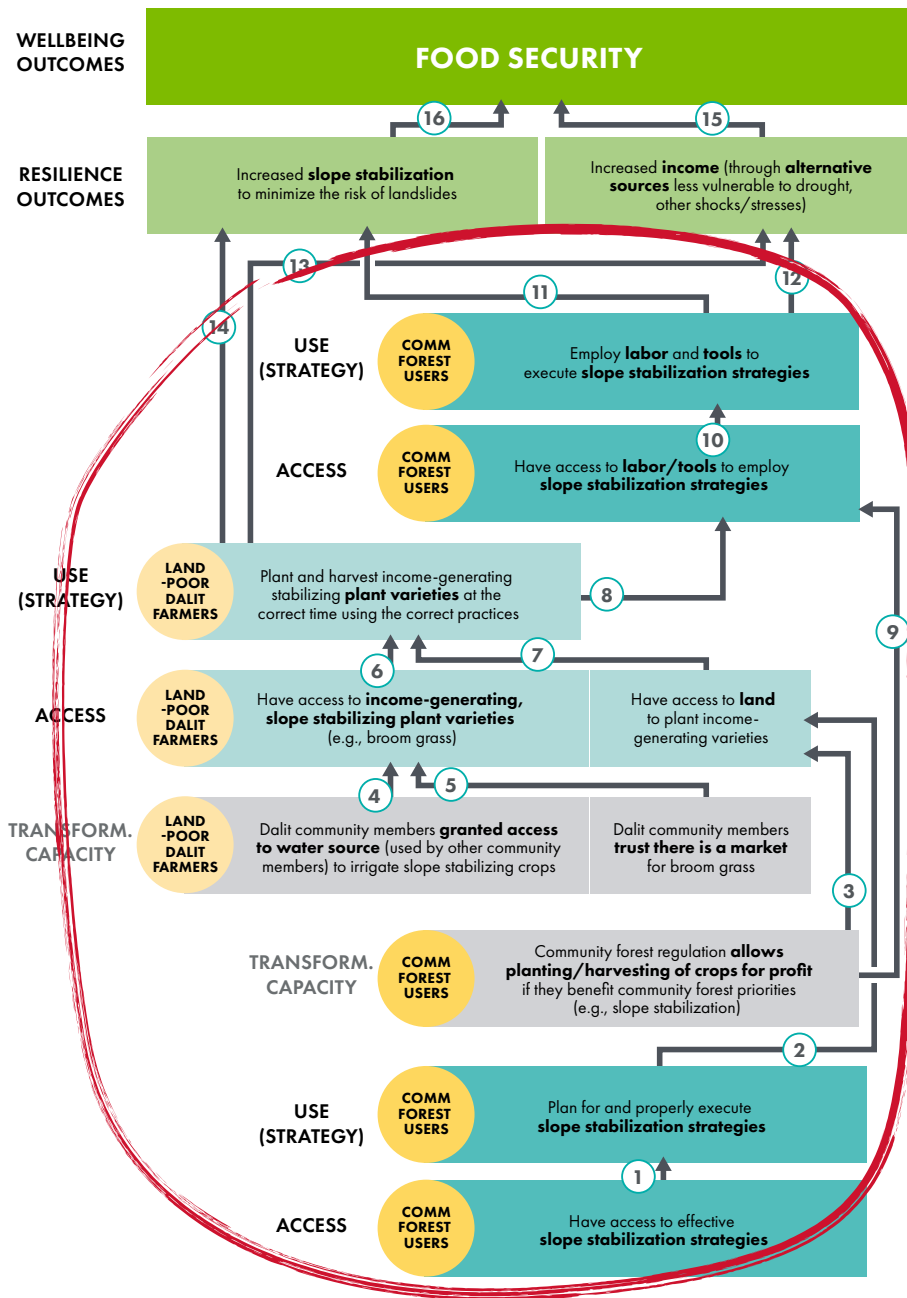 WELLBEING
OUTCOMES
FOOD SECURITY
16
15
RESILIENCE
OUTCOMES
Increased slope stabilization
to minimize the risk of landslides
Increased income (through alternative
sources less vulnerable to drought,
other shocks/stresses)
13
12
11
14
USE
(STRATEGY)
COMM
FOREST
USERS
Employ labor and tools to
execute slope stabilization strategies
10
ACCESS
COMM
FOREST
USERS
Have access to labor/tools to employ
slope stabilization strategies
USE
(STRATEGY)
LAND
-POOR
DALIT
FARMERS
Plant and harvest income-generating
stabilizing plant varieties at the
correct time using the correct practices
8
9
6
7
ACCESS
LAND
-POOR
DALIT
FARMERS
Have access to income-generating,
slope stabilizing plant varieties
(e.g., broom grass)
Have access to land
to plant income-
generating varieties
4
5
TRANSFORM.
CAPACITY
LAND
-POOR
DALIT
FARMERS
Dalit community members granted access
to water source (used by other community
members) to irrigate slope stabilizing crops
Dalit community members
trust there is a market
for broom grass
3
TRANSFORM.
CAPACITY
COMM
FOREST
USERS
Community forest regulation allows
planting/harvesting of crops for profit
if they benefit community forest priorities
(e.g., slope stabilization)
2
USE
(STRATEGY)
COMM
FOREST
USERS
Plan for and properly execute
slope stabilization strategies
1
ACCESS
COMM
FOREST
USERS
Have access to effective
slope stabilization strategies